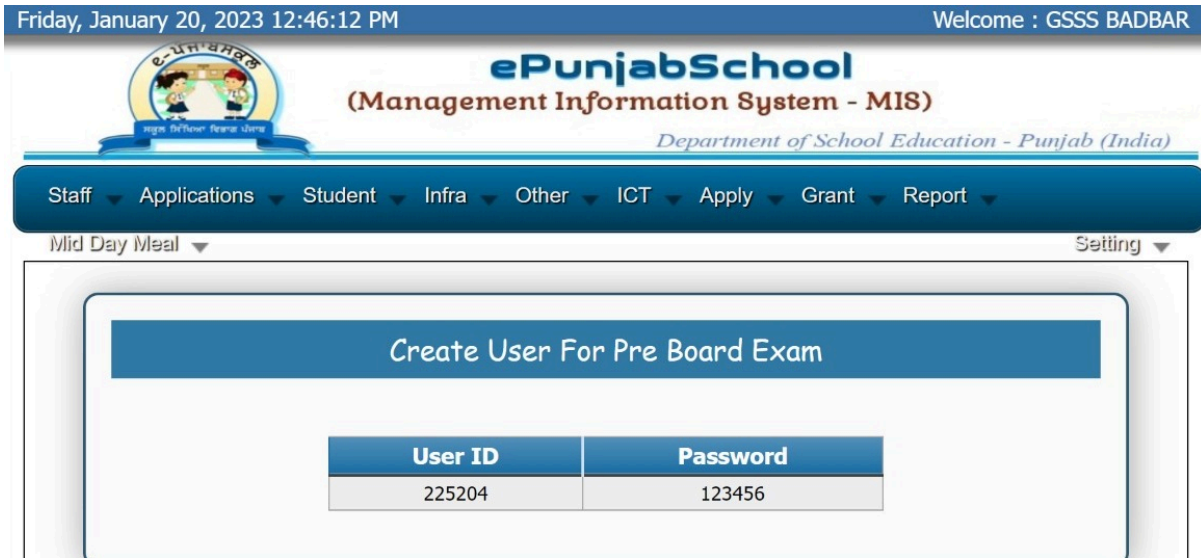 Friday, January 20, 2023 12:46:12 PM Welcome : GSSS BADBAR
ਈ-ਪੰਜਾਬਸਕੂਲ
ਸਕੂਲ ਸਿੱਖਿਆ ਵਿਭਾਗ ਪੰਜਾਬ
ePunjabSchool
(Management Information System - MIS)
Department of School Education - Punjab (India)
Staff Applications Student Infra Other ICT Apply Grant Report
Mid Day Meal Setting
Create User For Pre Board Exam
User ID Password
225204 123456